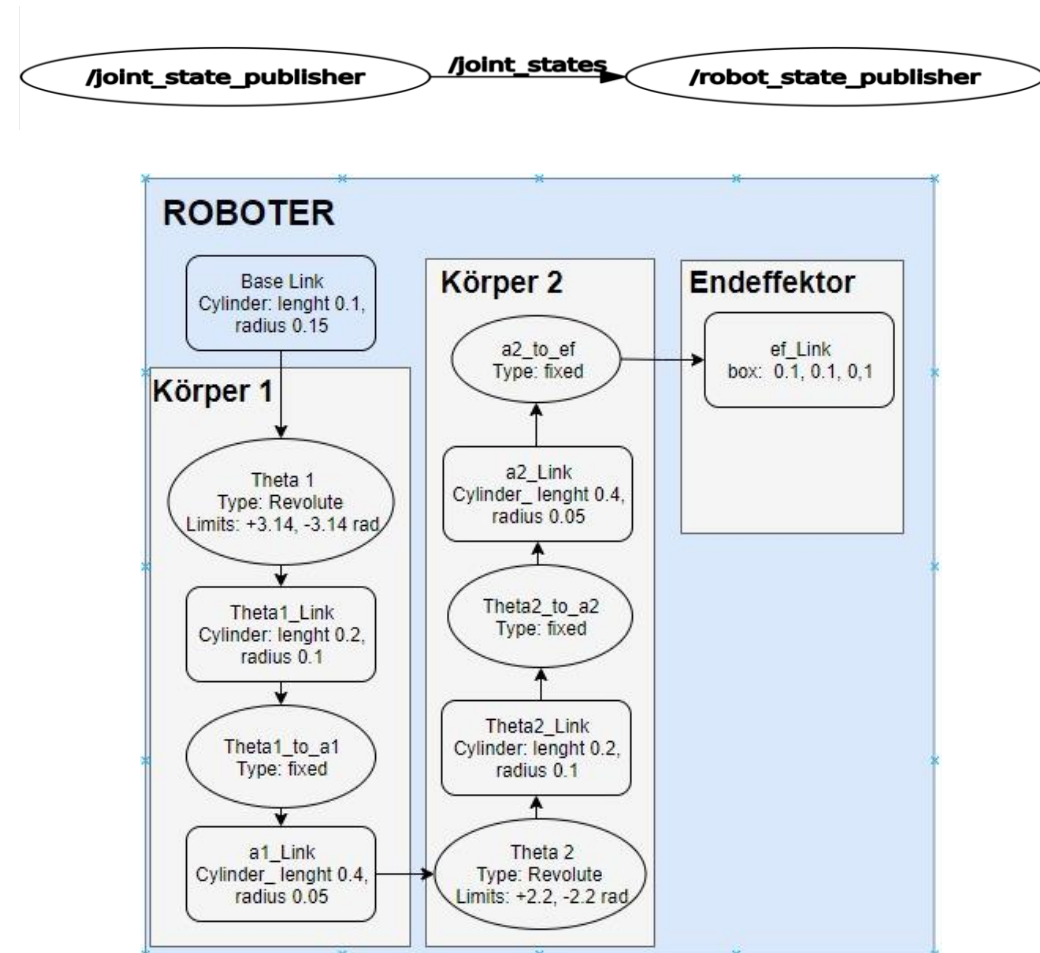 /joint_state_publisher
/joint_states
/robot_state_publisher
ROBOTER
Base Link
Cylinder: lenght 0.1,
radius 0.15
Körper 1
Theta 1
Type: Revolute
Limits: +3.14, -3.14 rad
Theta1_Link
Cylinder: lenght 0.2,
radius 0.1
Theta1_to_a1
Type: fixed
a1_Link
Cylinder_ lenght 0.4,
radius 0.05
Körper 2
a2_to_ef
Type: fixed
a2_Link
Cylinder_ lenght 0.4,
radius 0.05
Theta2_to_a2
Type: fixed
Theta2_Link
Cylinder: lenght 0.2,
radius 0.1
Theta 2
Type: Revolute
Limits: +2.2, -2.2 rad
Endeffektor
ef_Link
box:  0.1, 0.1, 0,1